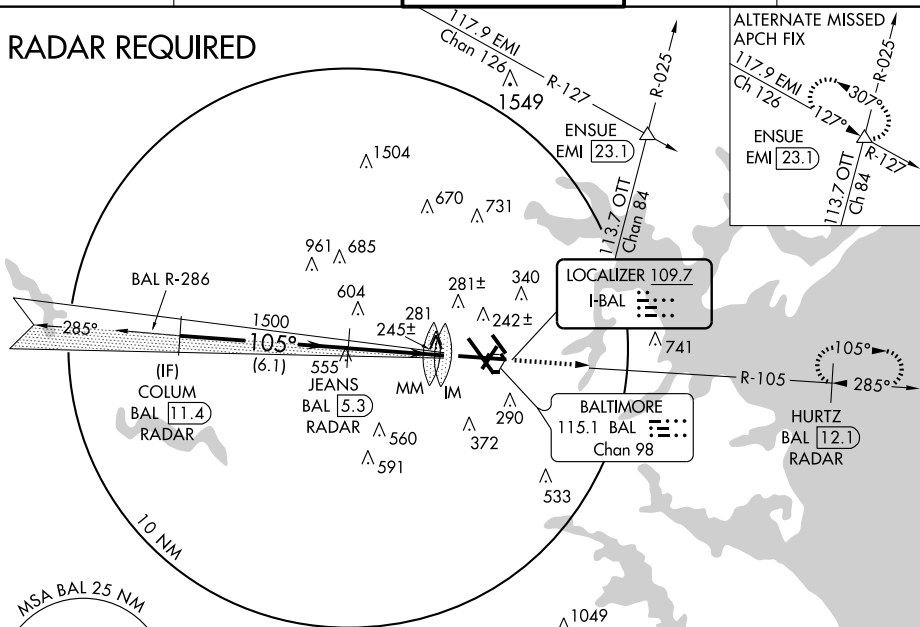 RADAR REQUIRED
117.9 EMI
Chan 126
R-127
1549
R-025
ENSUE
EMI 23.1
113.7 OTT
Chan 84
ALTERNATE MISSED
APCH FIX
117.9 EMI
Ch 126
R-025
307°
127°
ENSUE
EMI 23.1
R-127
113.7 OTT
Ch 84
1504
670
731
961
685
604
281
281±
340
245±
242±
LOCALIZER 109.7
I-BAL
741
BAL R-286
285°
1500
105°
(6.1)
555
(IF)
COLUM
BAL 11.4
RADAR
JEANS
BAL 5.3
RADAR
MM
IM
290
372
560
591
533
BALTIMORE
115.1 BAL
Chan 98
R-105
105°
285°
HURTZ
BAL 12.1
RADAR
10 NM
MSA BAL 25 NM
1049